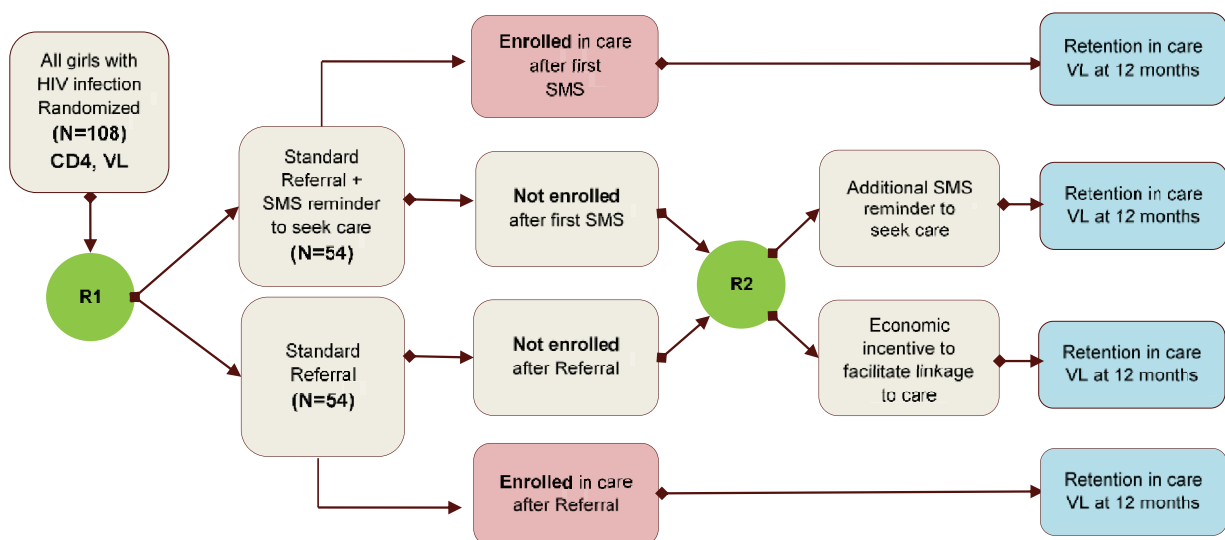 All girls with
HIV infection
Randomized
(N=108)
CD4, VL
R1
Standard
Referral +
SMS reminder
to seek care
(N=54)
Standard
Referral
(N=54)
Enrolled in care
after first
SMS
Not enrolled
after first SMS
Not enrolled
after Referral
Enrolled in care
after Referral
R2
Additional SMS
reminder to
seek care
Economic
incentive to
facilitate linkage
to care
Retention in care
VL at 12 months
Retention in care
VL at 12 months
Retention in care
VL at 12 months
Retention in care
VL at 12 months